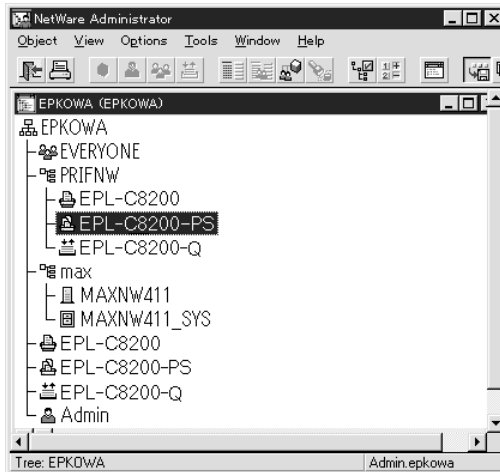 NetWare Administrator
Object View Options Tools Window Help
EPKOWA (EPKOWA)
EPKOWA
EVERYONE
PRIFNW
EPL-C8200
EPL-C8200-PS
EPL-C8200-Q
max
MAXNW411
MAXNW411_SYS
EPL-C8200
EPL-C8200-PS
EPL-C8200-Q
Admin
Tree: EPKOWA Admin.epkowa